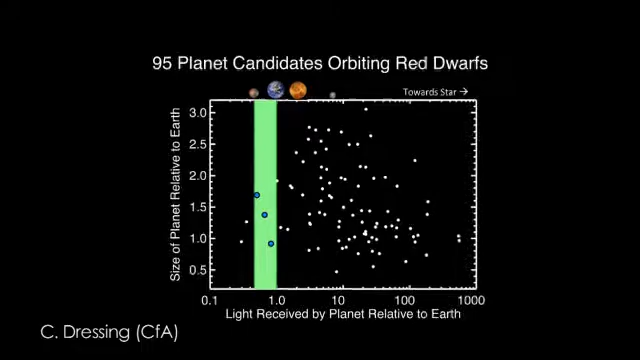 95 Planet Candidates Orbiting Red Dwarfs
Towards Star →
Size of Planet Relative to Earth
3.0
2.5
2.0
1.5
1.0
0.5
0.1 1.0 10 100 1000
Light Received by Planet Relative to Earth
C. Dressing (CfA)